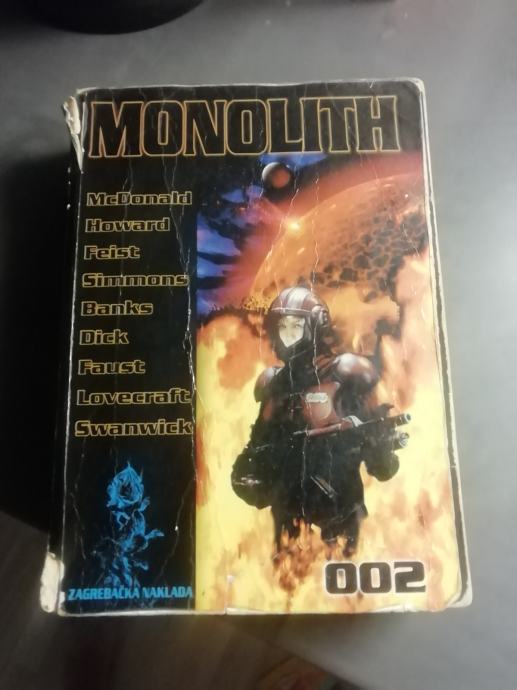 MONOLITH
McDonald
Howard
Feist
Simmons
Banks
Dick
Faust
Lovecraft
Swanwick
ZAGREBAČKA NAKLADA
002